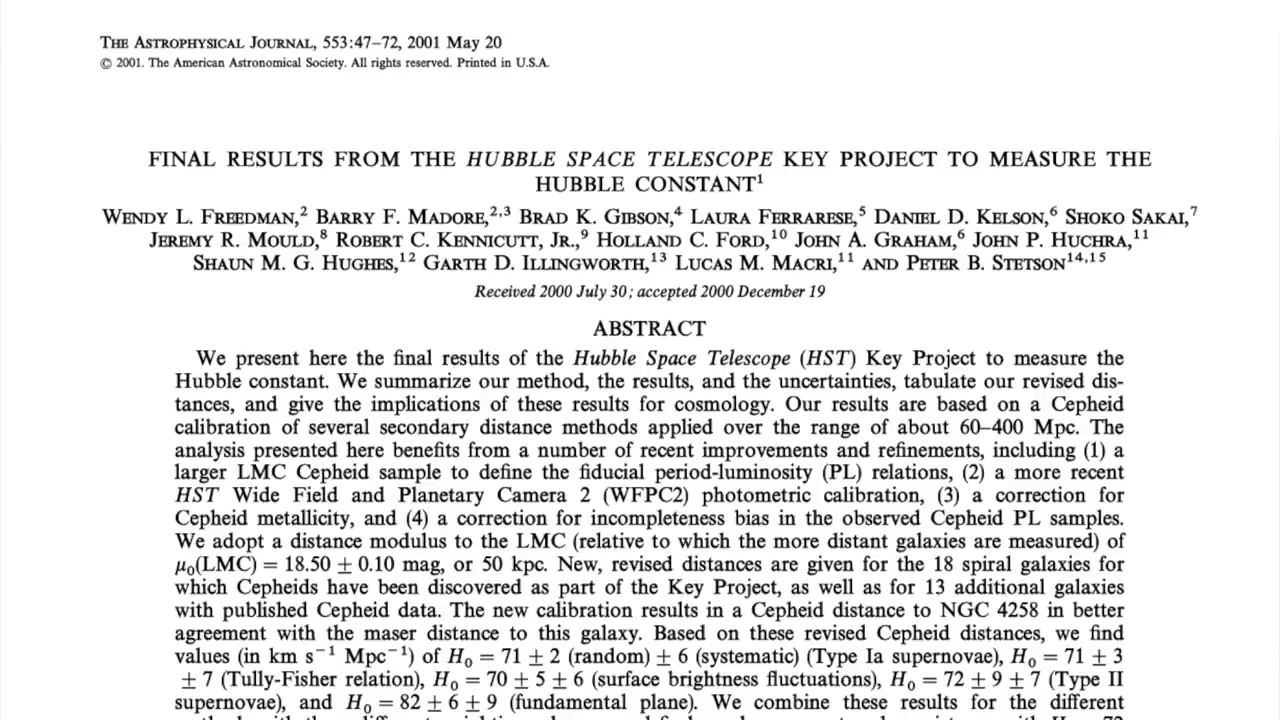 THE ASTROPHYSICAL JOURNAL, 553:47–72, 2001 May 20
© 2001. The American Astronomical Society. All rights reserved. Printed in U.S.A.
FINAL RESULTS FROM THE HUBBLE SPACE TELESCOPE KEY PROJECT TO MEASURE THE
HUBBLE CONSTANT¹
WENDY L. FREEDMAN,² BARRY F. MADORE,²,³ BRAD K. GIBSON,⁴ LAURA FERRARESE,⁵ DANIEL D. KELSON,⁶ SHOKO SAKAI,⁷
JEREMY R. MOULD,⁸ ROBERT C. KENNICUTT, JR.,⁹ HOLLAND C. FORD,¹⁰ JOHN A. GRAHAM,⁶ JOHN P. HUCHRA,¹¹
SHAUN M. G. HUGHES,¹² GARTH D. ILLINGWORTH,¹³ LUCAS M. MACRI,¹¹ AND PETER B. STETSON¹⁴,¹⁵
Received 2000 July 30; accepted 2000 December 19
ABSTRACT
We present here the final results of the Hubble Space Telescope (HST) Key Project to measure the
Hubble constant. We summarize our method, the results, and the uncertainties, tabulate our revised dis-
tances, and give the implications of these results for cosmology. Our results are based on a Cepheid
calibration of several secondary distance methods applied over the range of about 60–400 Mpc. The
analysis presented here benefits from a number of recent improvements and refinements, including (1) a
larger LMC Cepheid sample to define the fiducial period-luminosity (PL) relations, (2) a more recent
HST Wide Field and Planetary Camera 2 (WFPC2) photometric calibration, (3) a correction for
Cepheid metallicity, and (4) a correction for incompleteness bias in the observed Cepheid PL samples.
We adopt a distance modulus to the LMC (relative to which the more distant galaxies are measured) of
μ₀(LMC) = 18.50 ± 0.10 mag, or 50 kpc. New, revised distances are given for the 18 spiral galaxies for
which Cepheids have been discovered as part of the Key Project, as well as for 13 additional galaxies
with published Cepheid data. The new calibration results in a Cepheid distance to NGC 4258 in better
agreement with the maser distance to this galaxy. Based on these revised Cepheid distances, we find
values (in km s⁻¹ Mpc⁻¹) of H₀ = 71 ± 2 (random) ± 6 (systematic) (Type Ia supernovae), H₀ = 71 ± 3
± 7 (Tully-Fisher relation), H₀ = 70 ± 5 ± 6 (surface brightness fluctuations), H₀ = 72 ± 9 ± 7 (Type II
supernovae), and H₀ = 82 ± 6 ± 9 (fundamental plane). We combine these results for the different